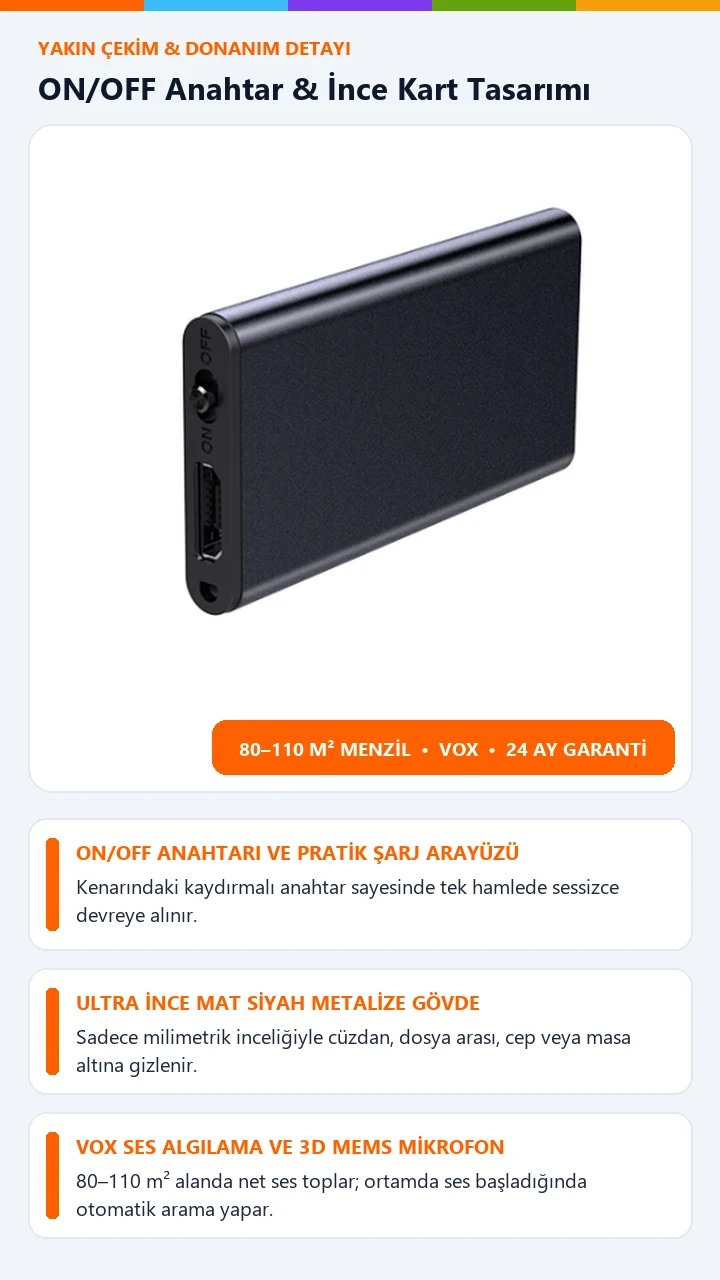 YAKIN ÇEKİM & DONANIM DETAYI
ON/OFF Anahtar & İnce Kart Tasarımı
OFF
ON
80–110 M² MENZİL • VOX • 24 AY GARANTİ
ON/OFF ANAHTARI VE PRATİK ŞARJ ARAYÜZÜ
Kenarındaki kaydırmalı anahtar sayesinde tek hamlede sessizce
devreye alınır.
ULTRA İNCE MAT SİYAH METALİZE GÖVDE
Sadece milimetrik inceliğiyle cüzdan, dosya arası, cep veya masa
altına gizlenir.
VOX SES ALGILAMA VE 3D MEMS MİKROFON
80–110 m² alanda net ses toplar; ortamda ses başladığında
otomatik arama yapar.